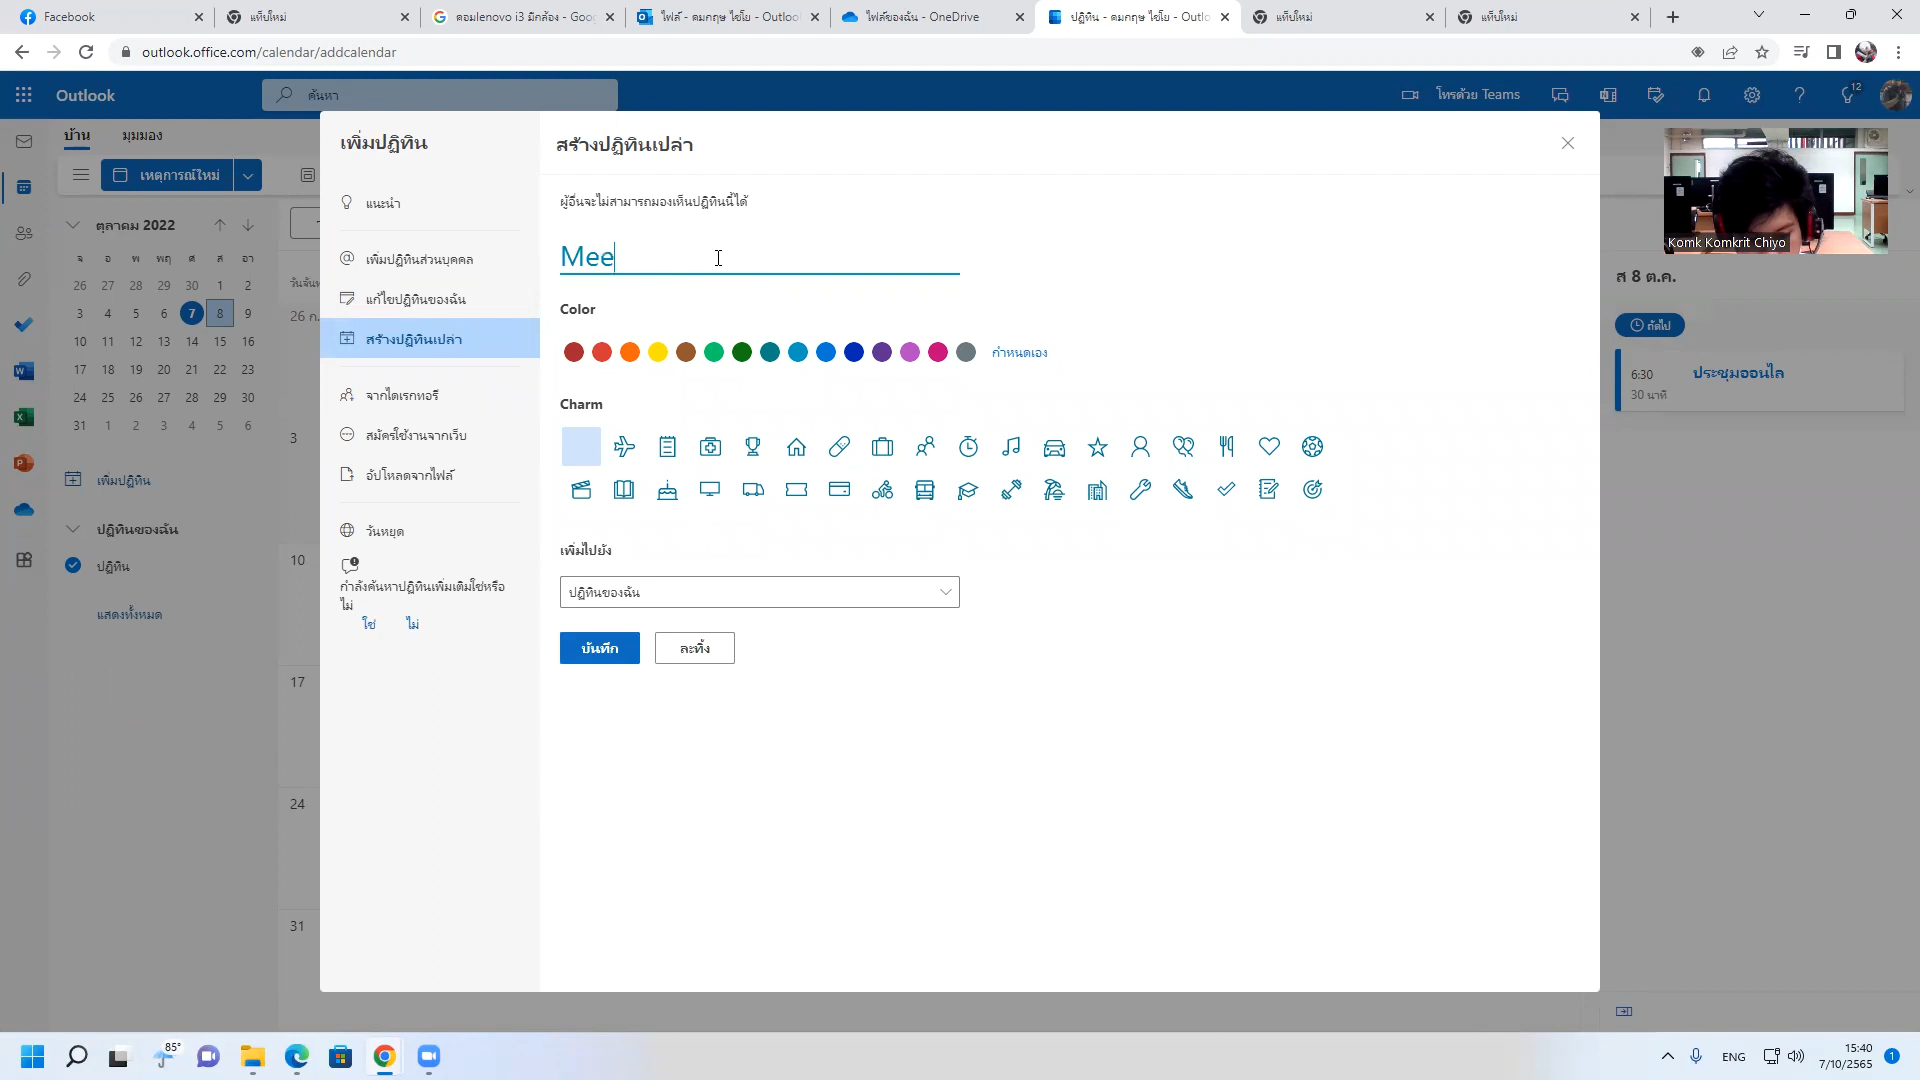 Facebook
แท็บใหม่
คอมlenovo i3 มีกล้อง - Goo
ไฟล์ - คมกฤษ ไชโย - Outloo
ไฟล์ของฉัน - OneDrive
ปฏิทิน - คมกฤษ ไชโย - Outlo
แท็บใหม่
แท็บใหม่
outlook.office.com/calendar/addcalendar
Outlook
ค้นหา
โทรด้วย Teams
12
บ้าน
มุมมอง
เหตุการณ์ใหม่
ตุลาคม 2022
จ อ พ พฤ ศ ส อา
26 27 28 29 30 1 2
3 4 5 6 7 8 9
10 11 12 13 14 15 16
17 18 19 20 21 22 23
24 25 26 27 28 29 30
31 1 2 3 4 5 6
เพิ่มปฏิทิน
ปฏิทินของฉัน
ปฏิทิน
แสดงทั้งหมด
วันจันท
26 ก.
3
10
17
24
31
เพิ่มปฏิทิน
แนะนำ
เพิ่มปฏิทินส่วนบุคคล
แก้ไขปฏิทินของฉัน
สร้างปฏิทินเปล่า
จากไดเรกทอรี
สมัครใช้งานจากเว็บ
อัปโหลดจากไฟล์
วันหยุด
กำลังค้นหาปฏิทินเพิ่มเติมใช่หรือ
ไม่
ใช่ ไม่
สร้างปฏิทินเปล่า
ผู้อื่นจะไม่สามารถมองเห็นปฏิทินนี้ได้
Mee
Color
กำหนดเอง
Charm
เพิ่มไปยัง
ปฏิทินของฉัน
บันทึก
ละทิ้ง
Komk Komkrit Chiyo
ส 8 ต.ค.
ถัดไป
6:30
ประชุมออนไล
30 นาที
85°
ENG
15:40
7/10/2565
1